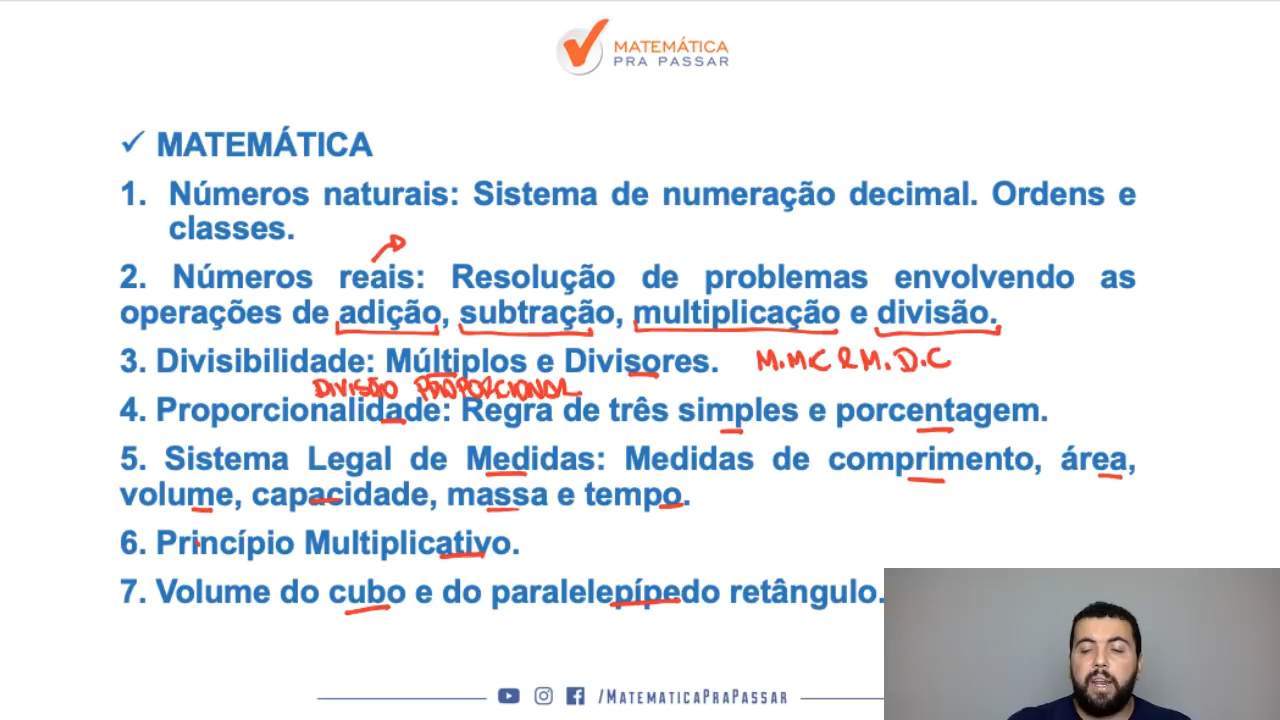 MATEMÁTICA
PRA PASSAR
✓ MATEMÁTICA
1. Números naturais: Sistema de numeração decimal. Ordens e
classes.
2. Números reais: Resolução de problemas envolvendo as
operações de adição, subtração, multiplicação e divisão.
3. Divisibilidade: Múltiplos e Divisores. M.M.C e M.D.C
DIVISÃO PROPORCIONAL
4. Proporcionalidade: Regra de três simples e porcentagem.
5. Sistema Legal de Medidas: Medidas de comprimento, área,
volume, capacidade, massa e tempo.
6. Princípio Multiplicativo.
7. Volume do cubo e do paralelepípedo retângulo.
/MATEMATICAPRAPASSAR